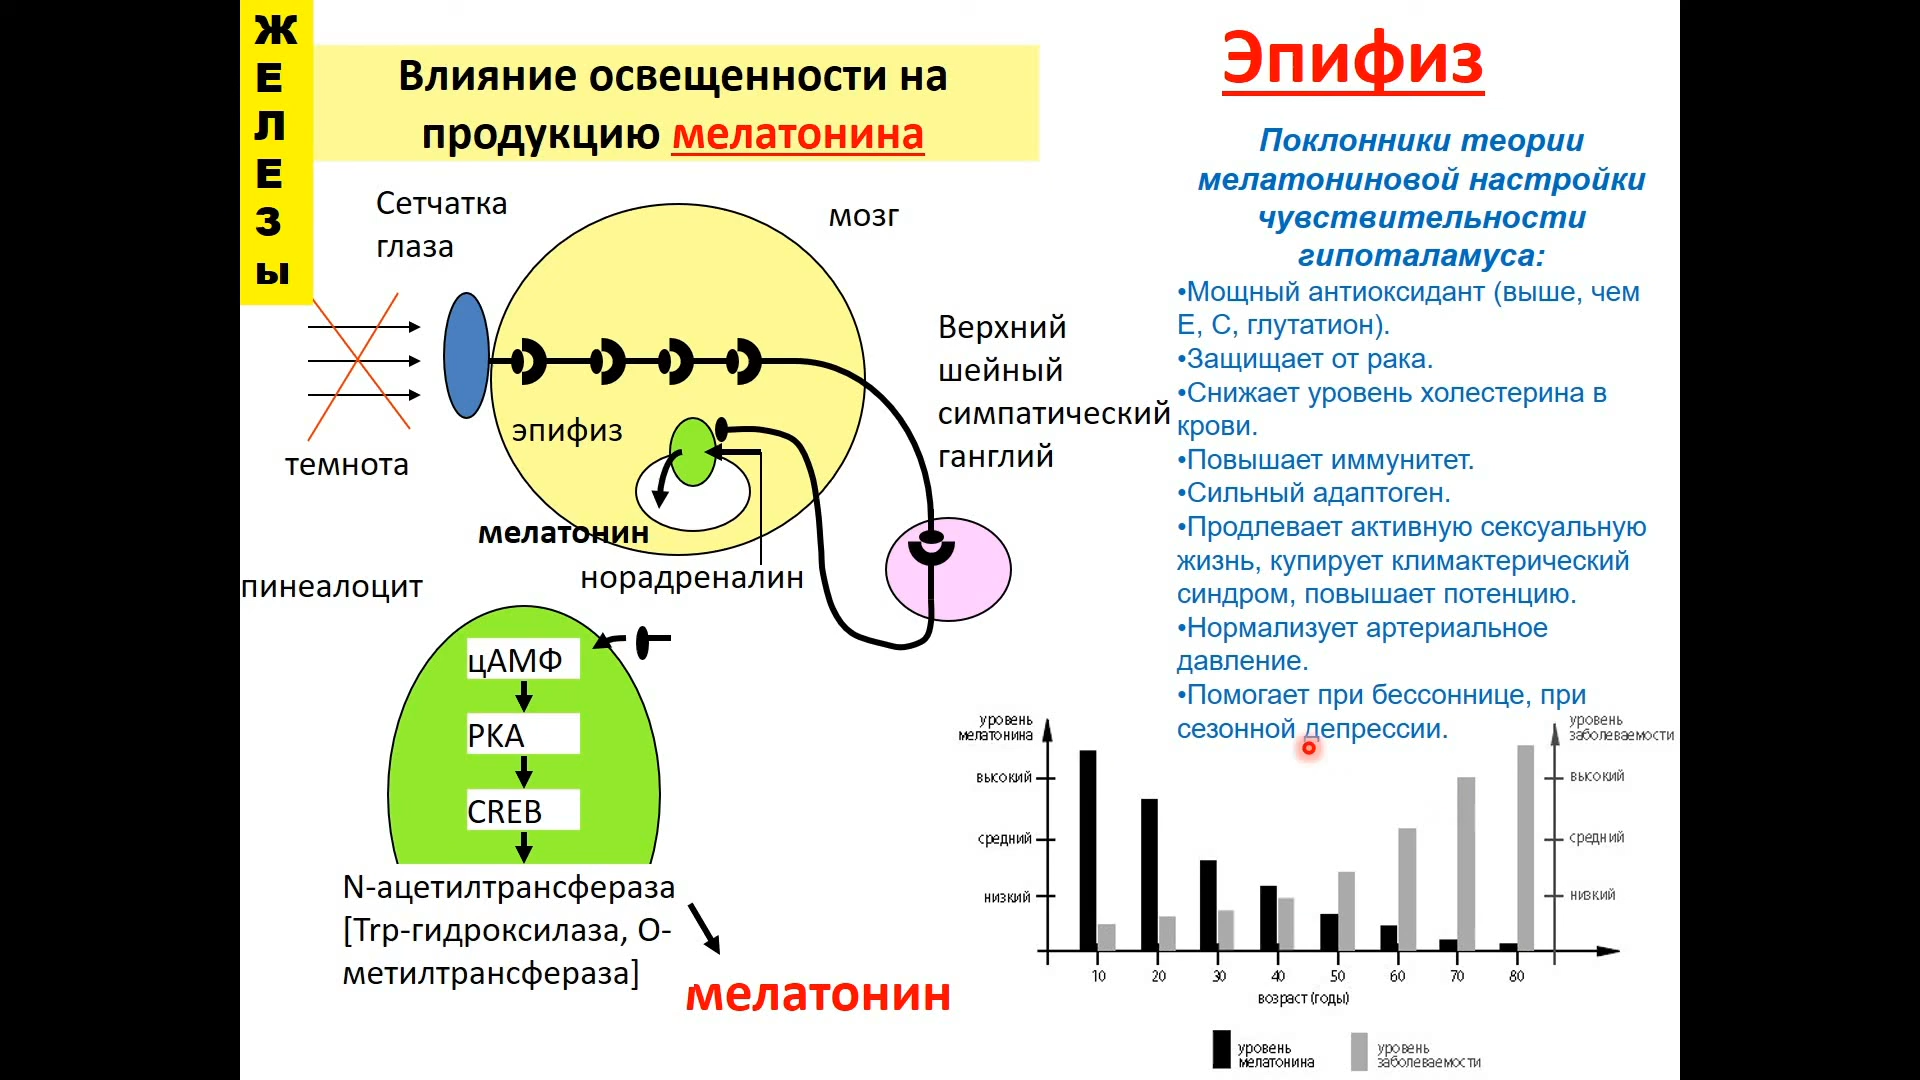 Ж
Е
Л
Е
З
ы
Влияние освещенности на
продукцию мелатонина
Сетчатка
глаза
мозг
темнота
эпифиз
мелатонин
норадреналин
Верхний
шейный
симпатический
ганглий
пинеалоцит
цАМФ
PKA
CREB
N-ацетилтрансфераза
[Trp-гидроксилаза, O-
метилтрансфераза]
мелатонин
Эпифиз
Поклонники теории
мелатониновой настройки
чувствительности
гипоталамуса:
•Мощный антиоксидант (выше, чем
Е, С, глутатион).
•Защищает от рака.
•Снижает уровень холестерина в
крови.
•Повышает иммунитет.
•Сильный адаптоген.
•Продлевает активную сексуальную
жизнь, купирует климактерический
синдром, повышает потенцию.
•Нормализует артериальное
давление.
•Помогает при бессоннице, при
сезонной депрессии.
уровень
мелатонина
высокий
средний
низкий
уровень
заболеваемости
высокий
средний
низкий
10 20 30 40 50 60 70 80
возраст (годы)
уровень
мелатонина
уровень
заболеваемости